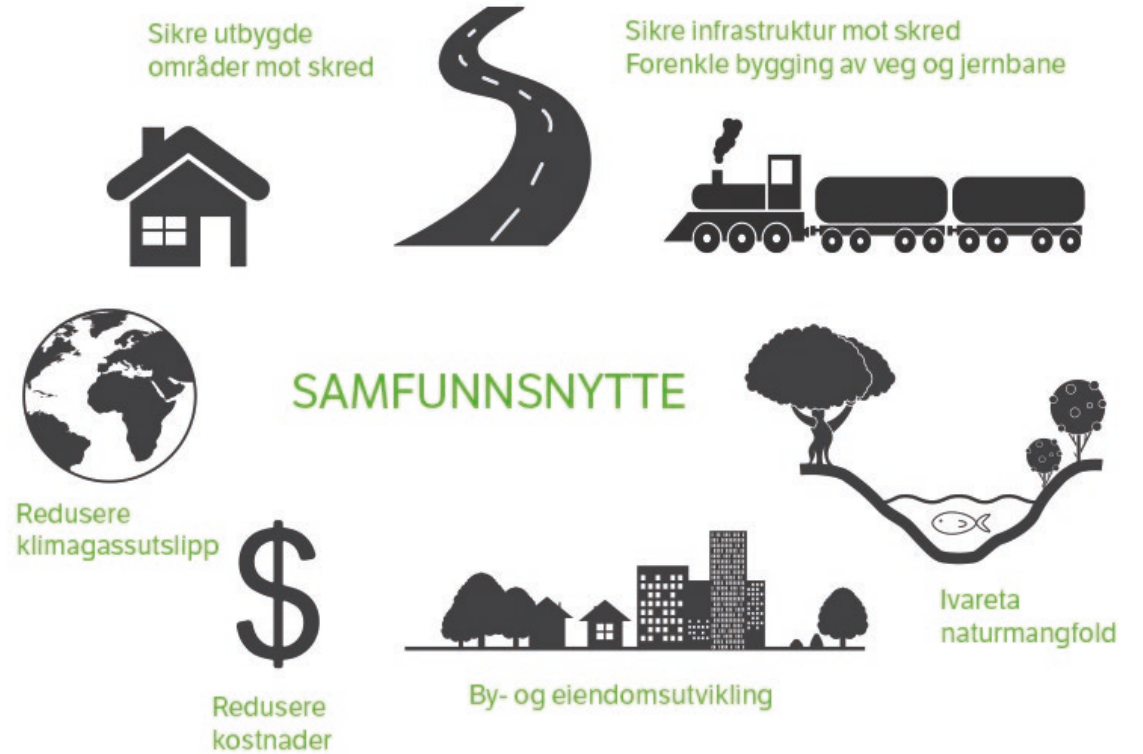 Sikre utbygde
områder mot skred
Sikre infrastruktur mot skred
Forenkle bygging av veg og jernbane
SAMFUNNSNYTTE
Redusere
klimagassutslipp
Ivareta
naturmangfold
By- og eiendomsutvikling
Redusere
kostnader